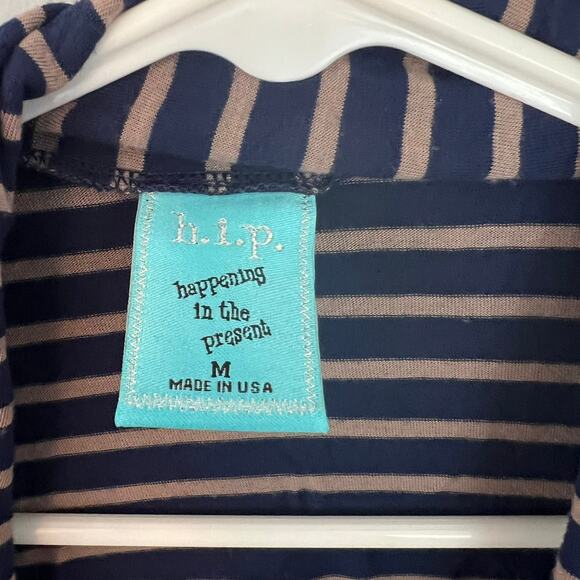 h.i.p.
happening
in the
present
M
MADE IN USA